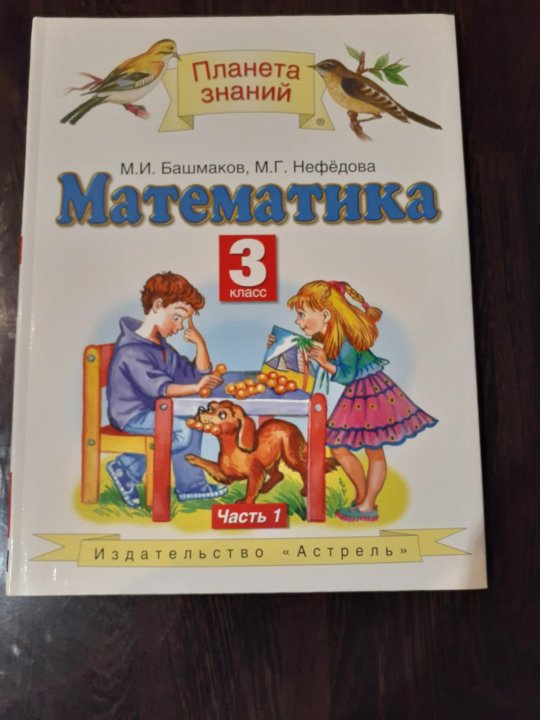 Планета
знаний
®
М.И. Башмаков, М.Г. Нефёдова
Математика
3
класс
Часть 1
Издательство «Астрель»